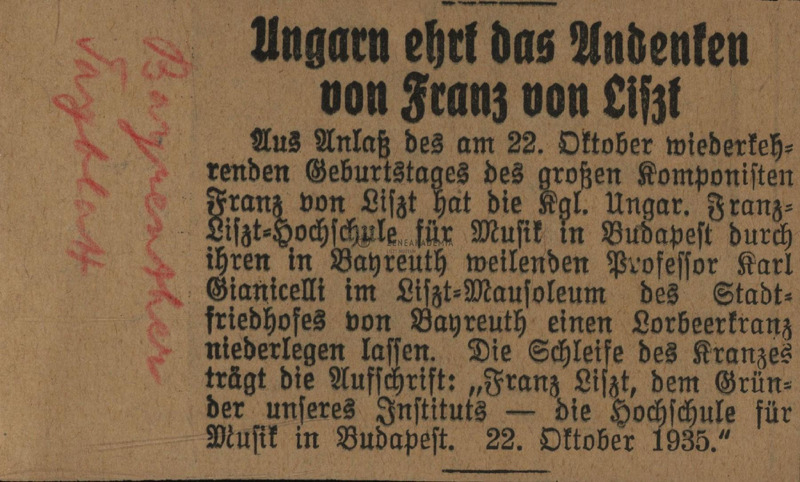 Ungarn ehrt das Andenken
von Franz von Liszt
Aus Anlaß des am 22. Oktober wiederkeh-
renden Geburtstages des großen Komponisten
Franz von Liszt hat die Kgl. Ungar. Franz-
Liszt-Hochschule für Musik in Budapest durch
ihren in Bayreuth weilenden Professor Karl
Gianicelli im Liszt-Mausoleum des Stadt-
friedhofes von Bayreuth einen Lorbeerkranz
niederlegen lassen. Die Schleife des Kranzes
trägt die Aufschrift: „Franz Liszt, dem Grün-
der unseres Instituts — die Hochschule für
Musik in Budapest. 22. Oktober 1935.“
Bayreuther
Tagblatt
ZENEAKADÉMIA